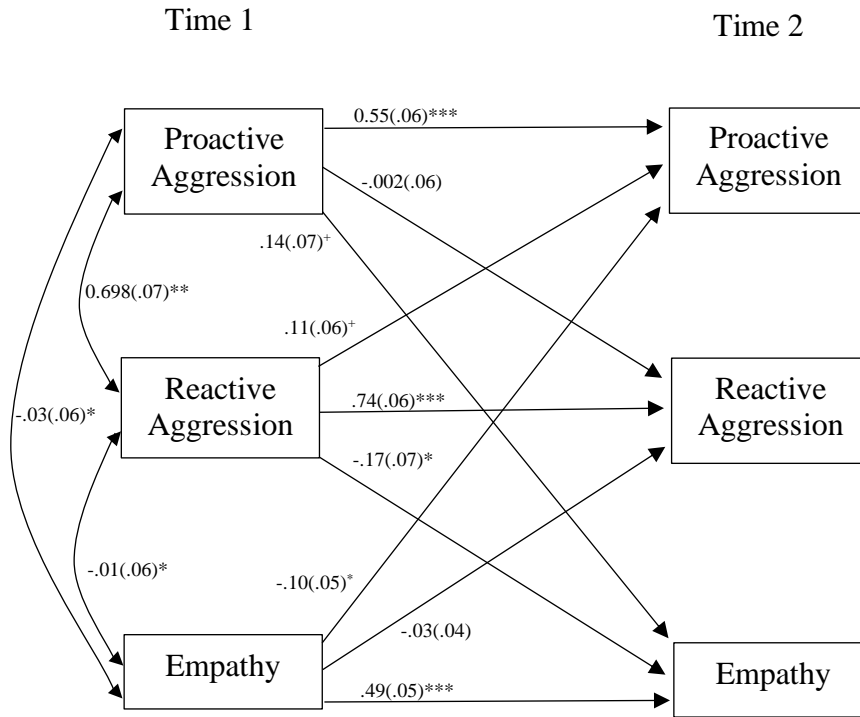 Time 1
Time 2
0.55(.06)***
Proactive
Aggression
Proactive
Aggression
-.002(.06)
.14(.07)+
0.698(.07)**
.11(.06)+
Reactive
Aggression
Reactive
Aggression
.74(.06)***
-.03(.06)*
-.17(.07)*
-.01(.06)*
-.10(.05)*
-.03(.04)
Empathy
Empathy
.49(.05)***